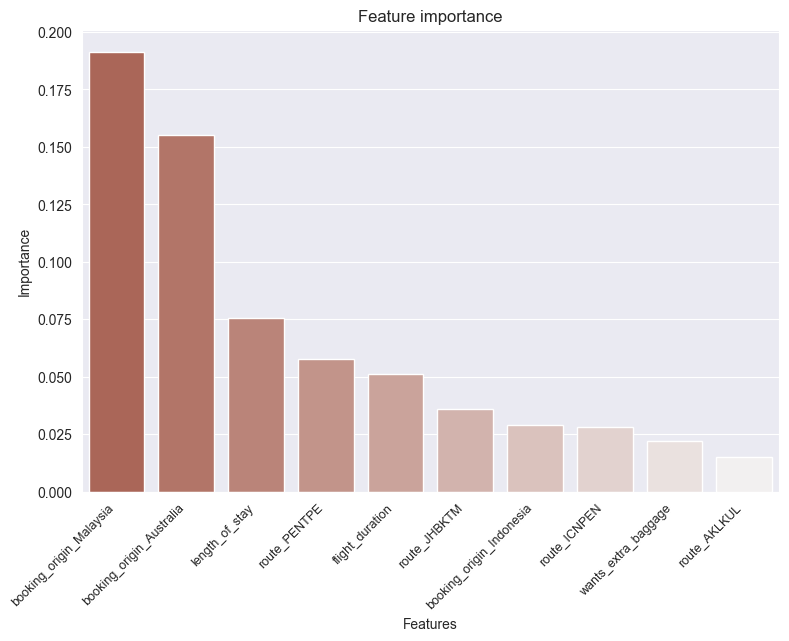 Feature importance
0.200
0.175
0.150
0.125
0.100
0.075
0.050
0.025
0.000
Importance
booking_origin_Malaysia
booking_origin_Australia
length_of_stay
route_PENTPE
flight_duration
route_JHBKTM
booking_origin_Indonesia
route_ICNPEN
wants_extra_baggage
route_AKLKUL
Features